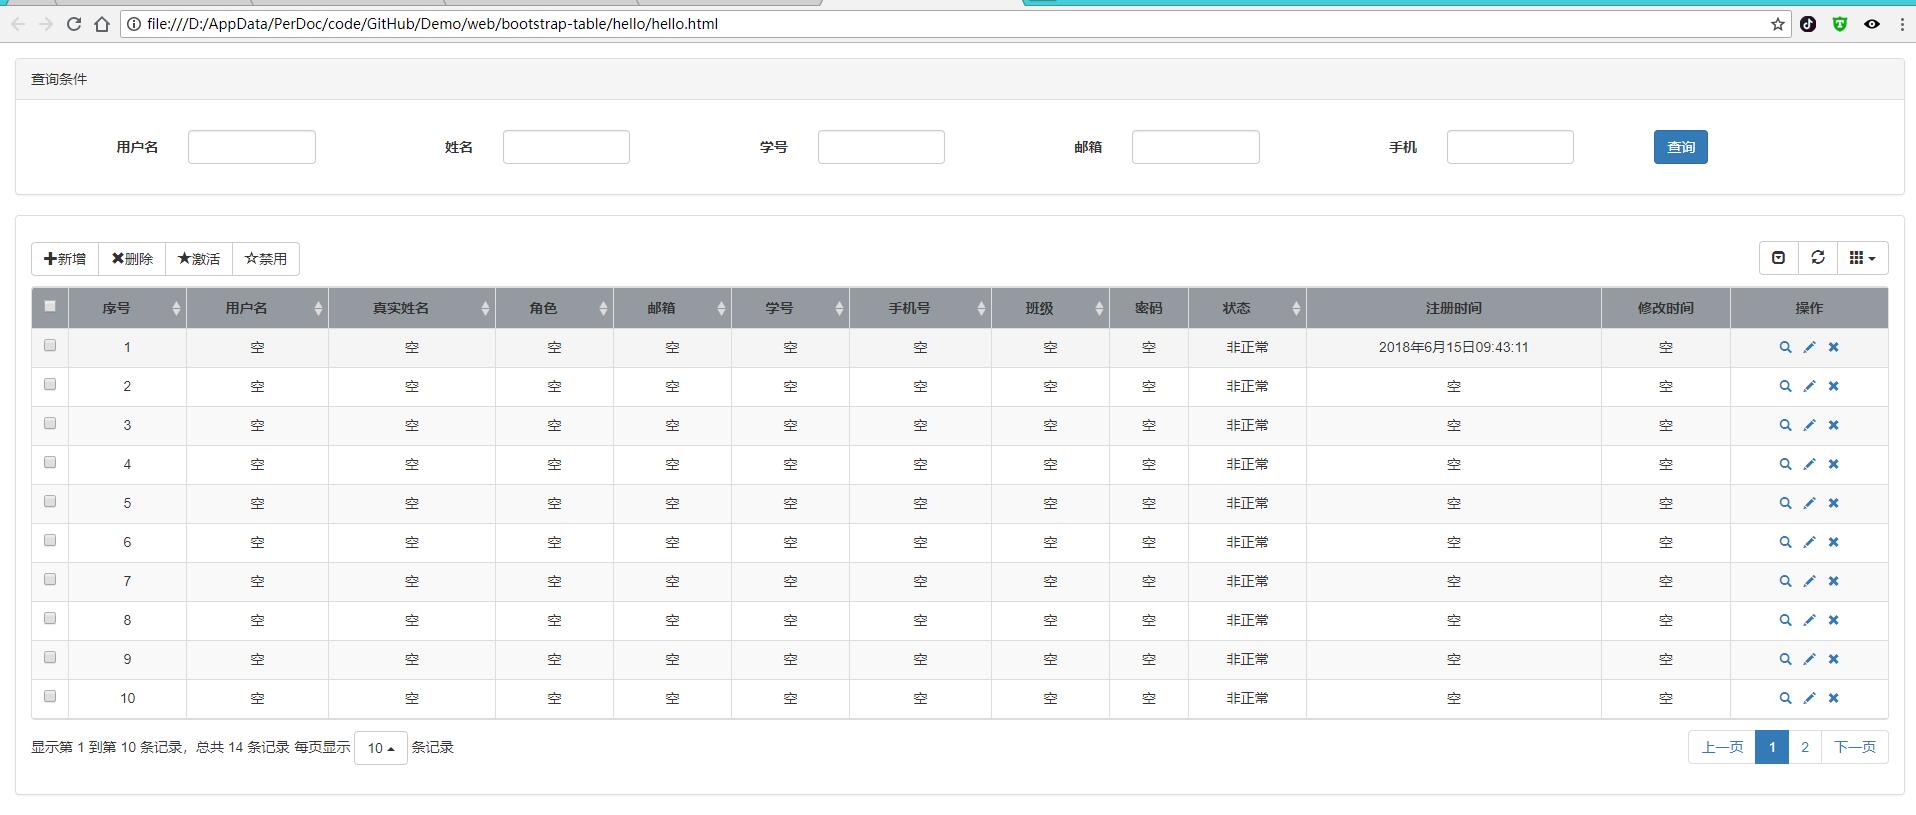 file:///D:/AppData/PerDoc/code/GitHub/Demo/web/bootstrap-table/hello/hello.html
查询条件
用户名 姓名 学号 邮箱 手机 查询
新增 删除 激活 禁用
序号 用户名 真实姓名 角色 邮箱 学号 手机号 班级 密码 状态 注册时间 修改时间 操作
1 空 空 空 空 空 空 空 空 非正常 2018年6月15日09:43:11 空
2 空 空 空 空 空 空 空 空 非正常 空 空
3 空 空 空 空 空 空 空 空 非正常 空 空
4 空 空 空 空 空 空 空 空 非正常 空 空
5 空 空 空 空 空 空 空 空 非正常 空 空
6 空 空 空 空 空 空 空 空 非正常 空 空
7 空 空 空 空 空 空 空 空 非正常 空 空
8 空 空 空 空 空 空 空 空 非正常 空 空
9 空 空 空 空 空 空 空 空 非正常 空 空
10 空 空 空 空 空 空 空 空 非正常 空 空
显示第 1 到第 10 条记录，总共 14 条记录 每页显示 10 条记录 上一页 1 2 下一页